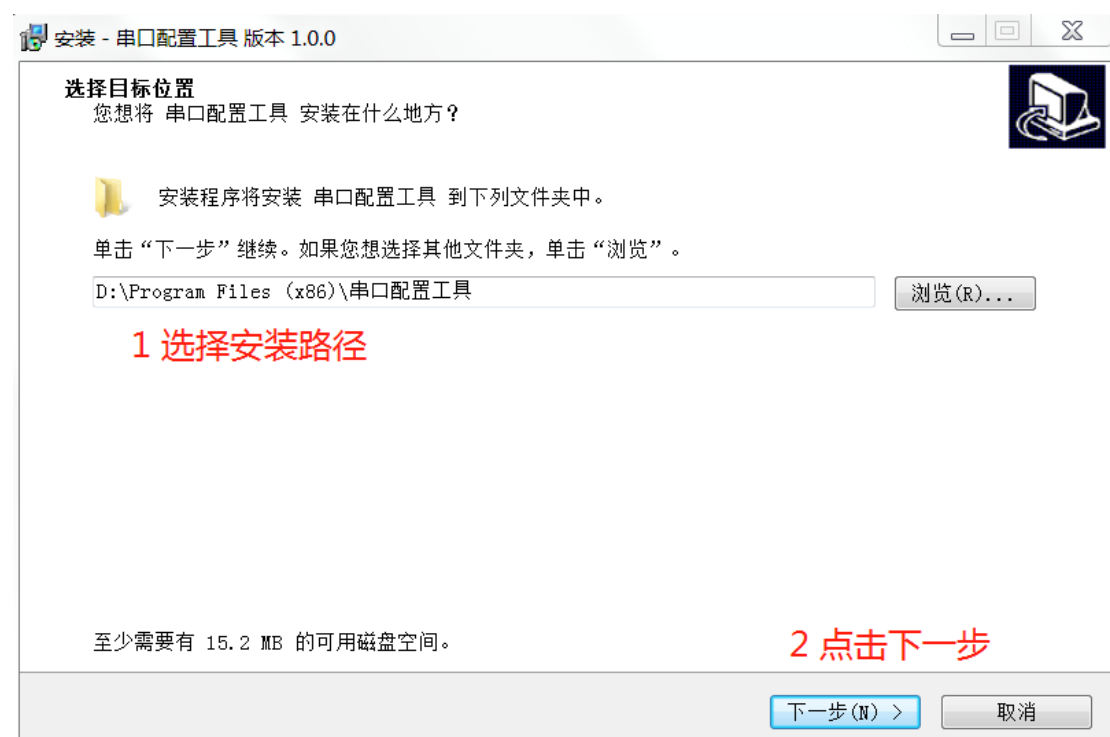 安装 - 串口配置工具 版本 1.0.0
选择目标位置
您想将 串口配置工具 安装在什么地方？
安装程序将安装 串口配置工具 到下列文件夹中。
单击“下一步”继续。如果您想选择其他文件夹，单击“浏览”。
D:\Program Files (x86)\串口配置工具
浏览(R)...
1 选择安装路径
至少需要有 15.2 MB 的可用磁盘空间。
2 点击下一步
下一步(N) >
取消